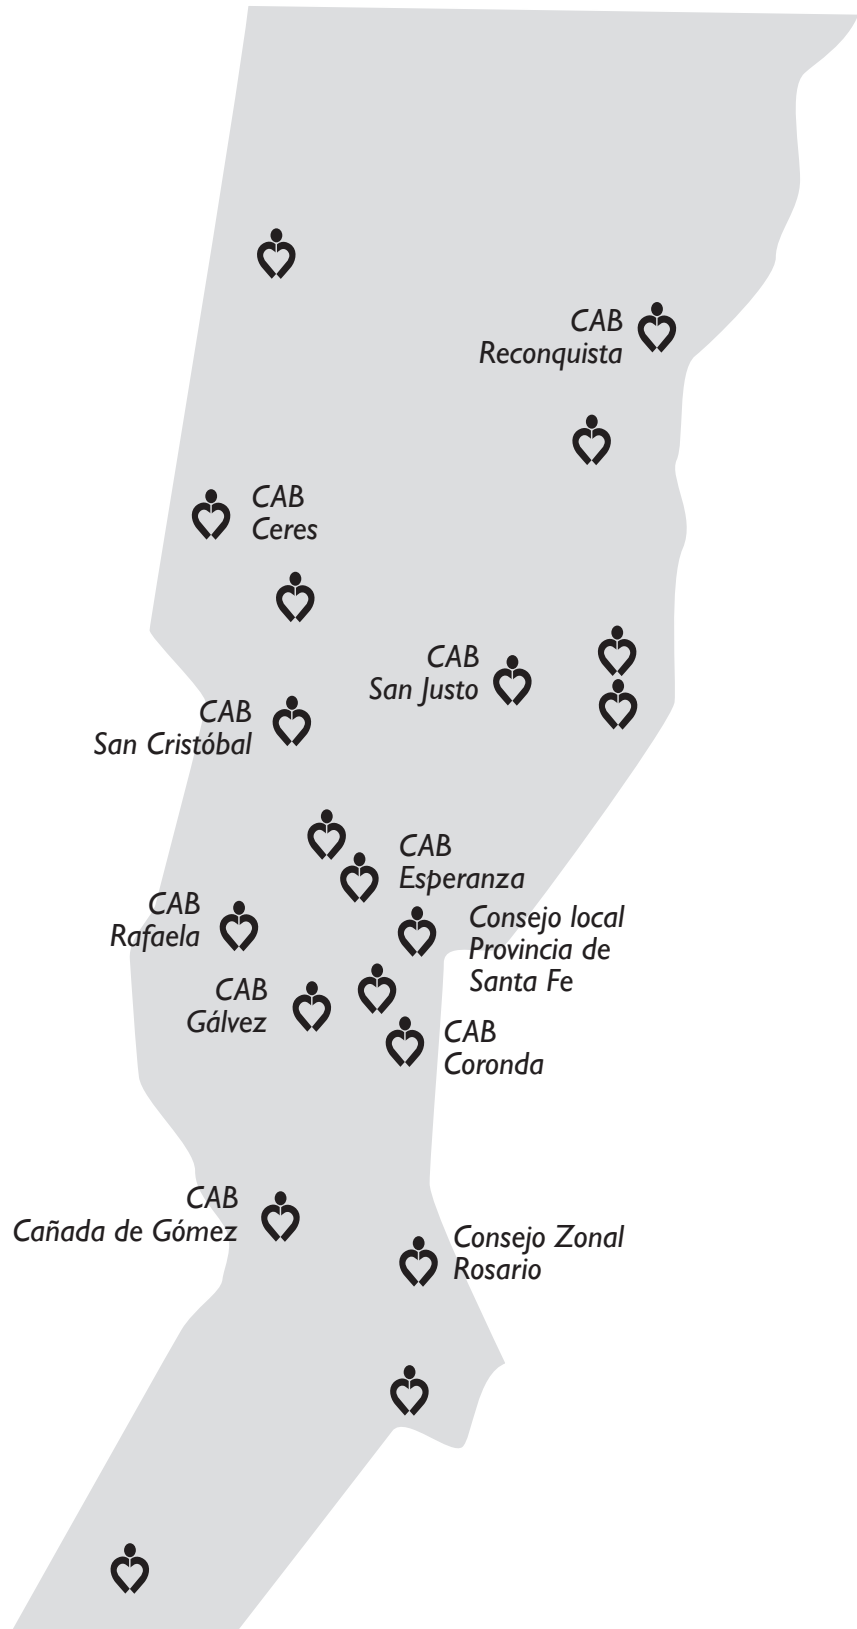 CAB
Reconquista
CAB
Ceres
CAB
San Justo
CAB
San Cristóbal
CAB
Esperanza
CAB
Rafaela
Consejo local
Provincia de
Santa Fe
CAB
Gálvez
CAB
Coronda
CAB
Cañada de Gómez
Consejo Zonal
Rosario